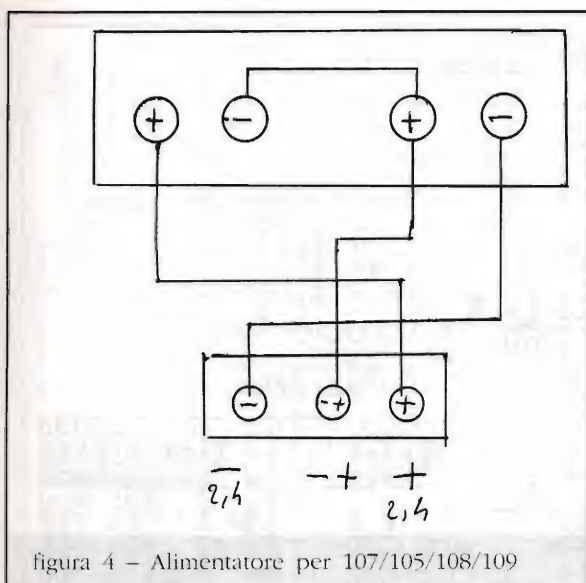 + - + -
- -+ +
- -+ +
2,4 2,4
figura 4 – Alimentatore per 107/105/108/109